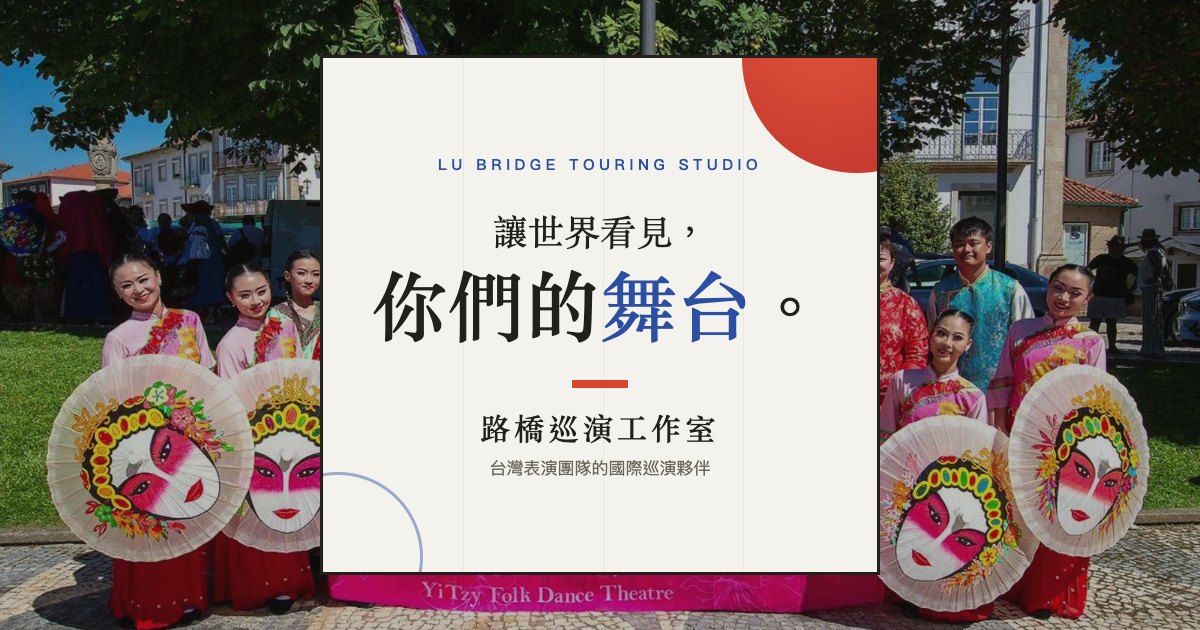 LU BRIDGE TOURING STUDIO
讓世界看見，
你們的舞台。
路橋巡演工作室
台灣表演團隊的國際巡演夥伴
YiTzy Folk Dance Theatre